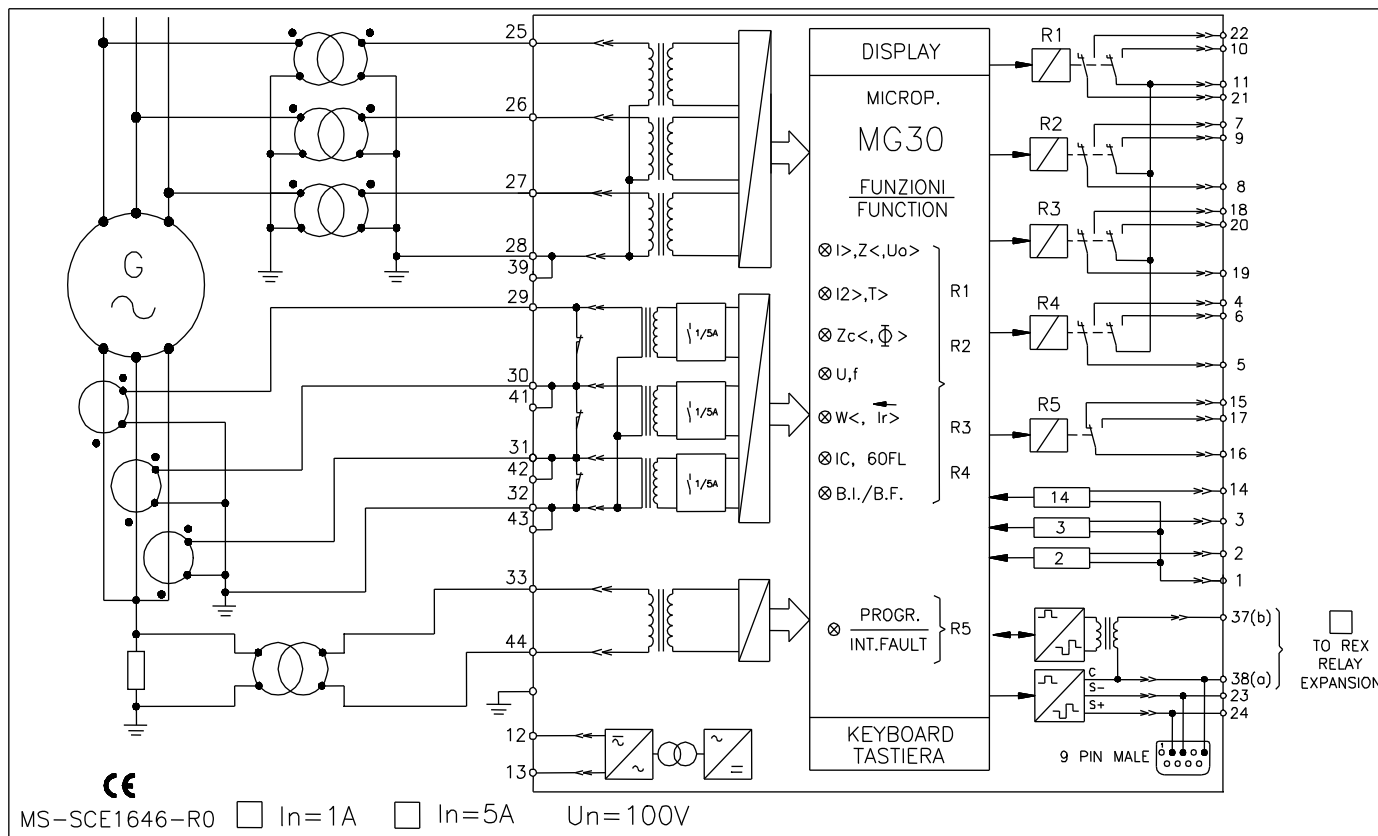 25
26
27
28
39
29
30
41
31
42
32
43
33
44
12
13
G
1/5A
1/5A
1/5A
DISPLAY
MICROP.
MG30
FUNZIONI
FUNCTION
I>,Z<,Uo>
I2>,T>
Zc<,Φ>
U,f
W<, Ir>
IC, 60FL
B.I./B.F.
R1
R2
R3
R4
PROGR.
INT.FAULT
R5
KEYBOARD
TASTIERA
R1
R2
R3
R4
R5
14
3
2
22
10
11
21
7
9
8
18
20
19
4
6
5
15
17
16
14
3
2
1
37(b)
38(a)
23
24
C
S-
S+
TO REX
RELAY
EXPANSION
9 PIN MALE
1
CE
MS-SCE1646-R0 In=1A In=5A Un=100V